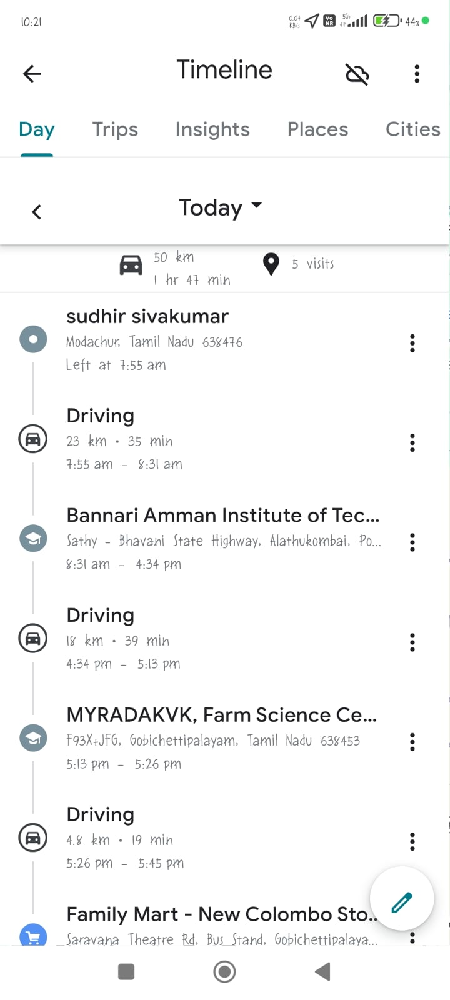 10:21
0.07
KB/s
Vo
NR
5G+
44%
Timeline
Day Trips Insights Places Cities
Today
50 km
1 hr 47 min
5 visits
sudhir sivakumar
Modachur, Tamil Nadu 638476
Left at 7:55 am
Driving
23 km • 35 min
7:55 am – 8:31 am
Bannari Amman Institute of Tec...
Sathy - Bhavani State Highway, Alathukombai, Po...
8:31 am – 4:34 pm
Driving
18 km • 39 min
4:34 pm – 5:13 pm
MYRADAKVK, Farm Science Ce...
F93X+JFG, Gobichettipalayam, Tamil Nadu 638453
5:13 pm – 5:26 pm
Driving
4.8 km • 19 min
5:26 pm – 5:45 pm
Family Mart - New Colombo Sto...
Saravana Theatre Rd, Bus Stand, Gobichettipalaya...